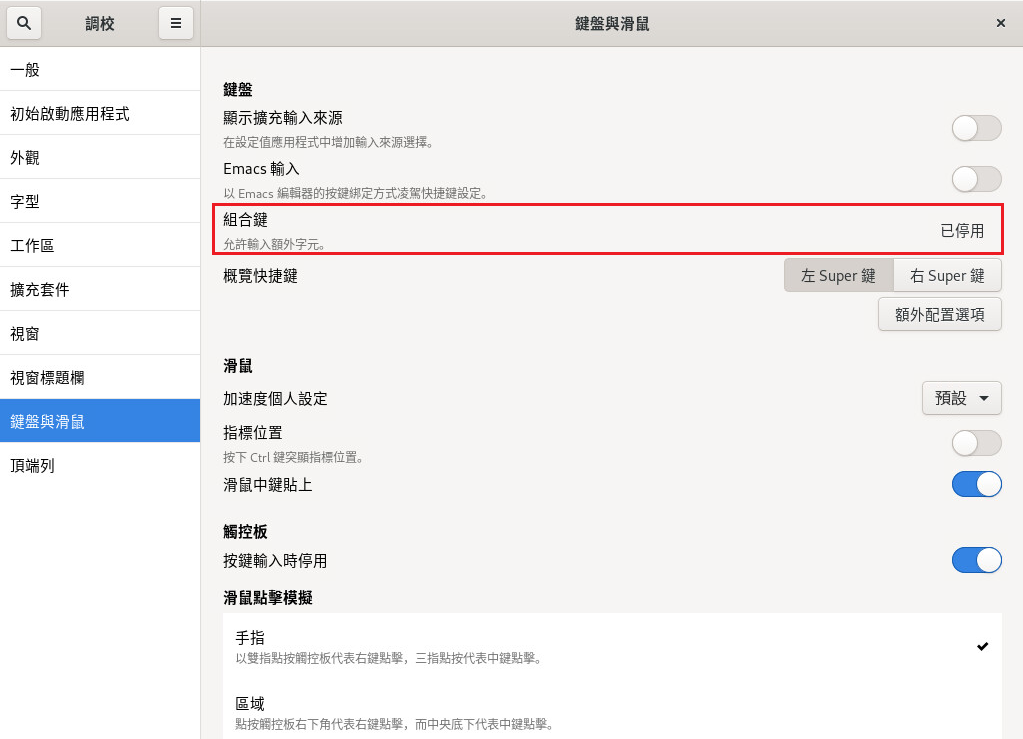 調校
鍵盤與滑鼠
一般
初始啟動應用程式
外觀
字型
工作區
擴充套件
視窗
視窗標題欄
鍵盤與滑鼠
頂端列
鍵盤
顯示擴充輸入來源
在設定值應用程式中增加輸入來源選擇。
Emacs 輸入
以 Emacs 編輯器的按鍵綁定方式凌駕快捷鍵設定。
組合鍵
已停用
允許輸入額外字元。
概覽快捷鍵
左 Super 鍵
右 Super 鍵
額外配置選項
滑鼠
加速度個人設定
預設
指標位置
按下 Ctrl 鍵突顯指標位置。
滑鼠中鍵貼上
觸控板
按鍵輸入時停用
滑鼠點擊模擬
手指
以雙指點按觸控板代表右鍵點擊，三指點按代表中鍵點擊。
區域
點按觸控板右下角代表右鍵點擊，而中央底下代表中鍵點擊。